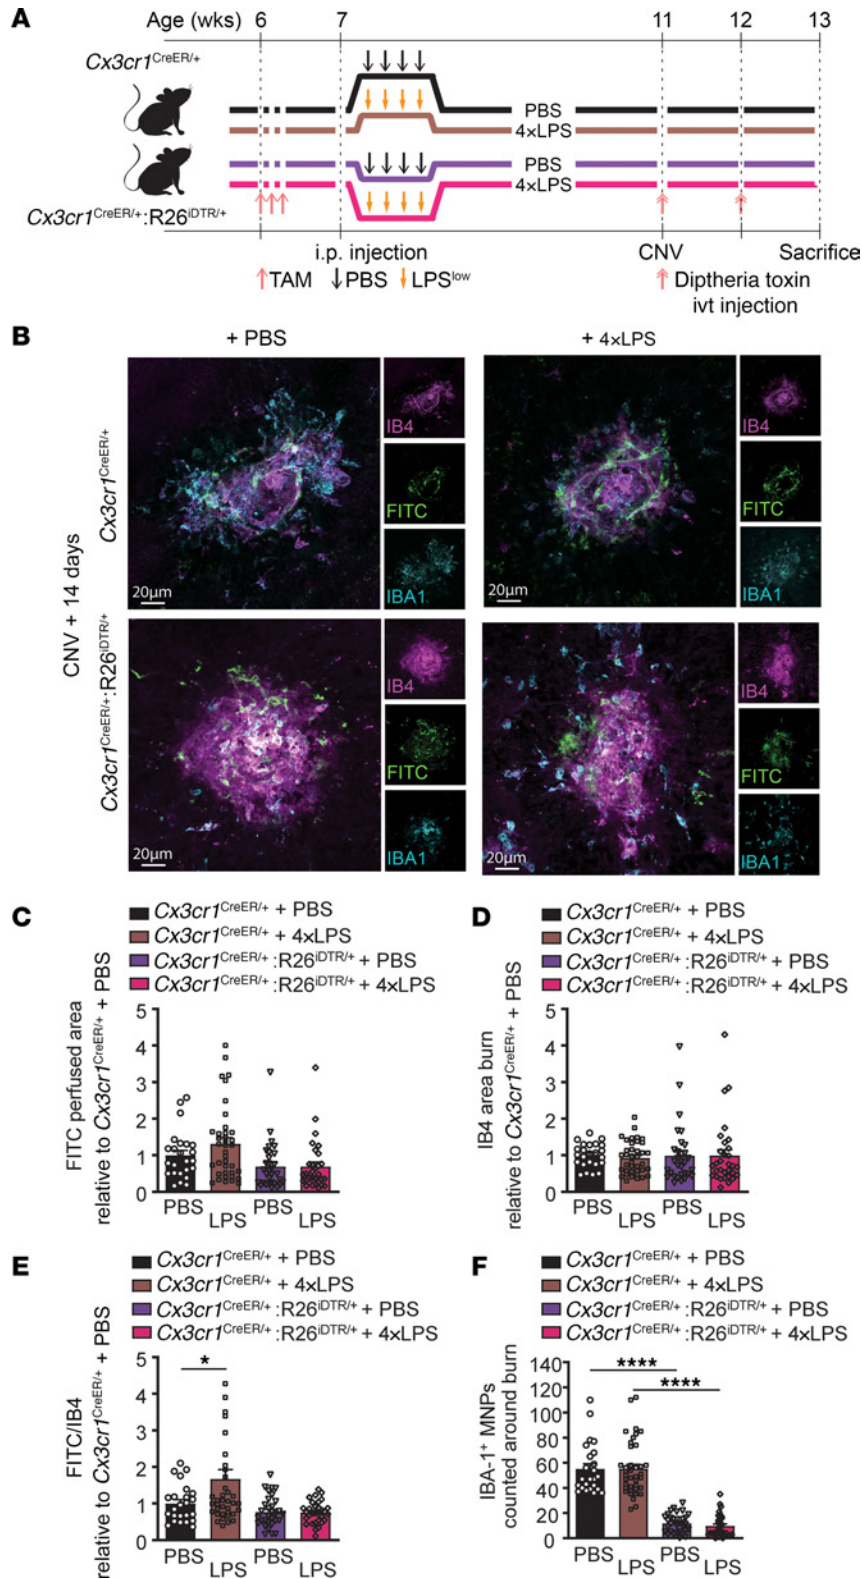 A
Age (wks) 6 7 11 12 13
Cx3cr1CreER/+
PBS
4×LPS
PBS
4×LPS
Cx3cr1CreER/+:R26iDTR/+
i.p. injection CNV Sacrifice
TAM PBS LPSlow Diptheria toxin
ivt injection
B
+ PBS + 4×LPS
CNV + 14 days
Cx3cr1CreER/+
IB4
FITC
IBA1
20µm
IB4
FITC
IBA1
20µm
Cx3cr1CreER/+:R26iDTR/+
IB4
FITC
IBA1
20µm
IB4
FITC
IBA1
20µm
C
Cx3cr1CreER/+ + PBS
Cx3cr1CreER/+ + 4×LPS
Cx3cr1CreER/+:R26iDTR/+ + PBS
Cx3cr1CreER/+:R26iDTR/+ + 4×LPS
FITC perfused area
relative to Cx3cr1CreER/+ + PBS
5
4
3
2
1
0
PBS LPS PBS LPS
D
Cx3cr1CreER/+ + PBS
Cx3cr1CreER/+ + 4×LPS
Cx3cr1CreER/+:R26iDTR/+ + PBS
Cx3cr1CreER/+:R26iDTR/+ + 4×LPS
IB4 area burn
relative to Cx3cr1CreER/+ + PBS
5
4
3
2
1
0
PBS LPS PBS LPS
E
Cx3cr1CreER/+ + PBS
Cx3cr1CreER/+ + 4×LPS
Cx3cr1CreER/+:R26iDTR/+ + PBS
Cx3cr1CreER/+:R26iDTR/+ + 4×LPS
FITC/IB4
relative to Cx3cr1CreER/+ + PBS
5
4
3
2
1
0
*
PBS LPS PBS LPS
F
Cx3cr1CreER/+ + PBS
Cx3cr1CreER/+ + 4×LPS
Cx3cr1CreER/+:R26iDTR/+ + PBS
Cx3cr1CreER/+:R26iDTR/+ + 4×LPS
IBA-1+ MNPs
counted around burn
140
120
100
80
60
40
20
0
****
****
PBS LPS PBS LPS